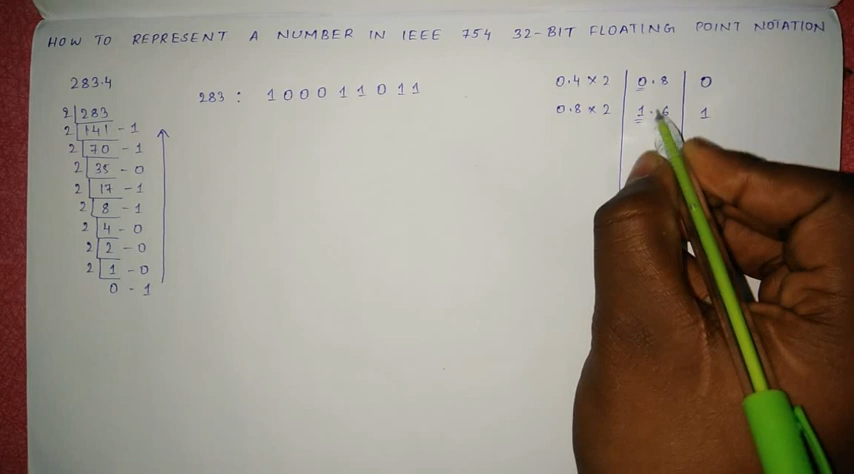 HOW TO REPRESENT A NUMBER IN IEEE 754 32-BIT FLOATING POINT NOTATION
283.4
2 283
2 141 - 1
2 70 - 1
2 35 - 0
2 17 - 1
2 8 - 1
2 4 - 0
2 2 - 0
2 1 - 0
0 - 1
283 : 1 0 0 0 1 1 0 1 1
0.4 × 2 0.8 0
0.8 × 2 1.6 1